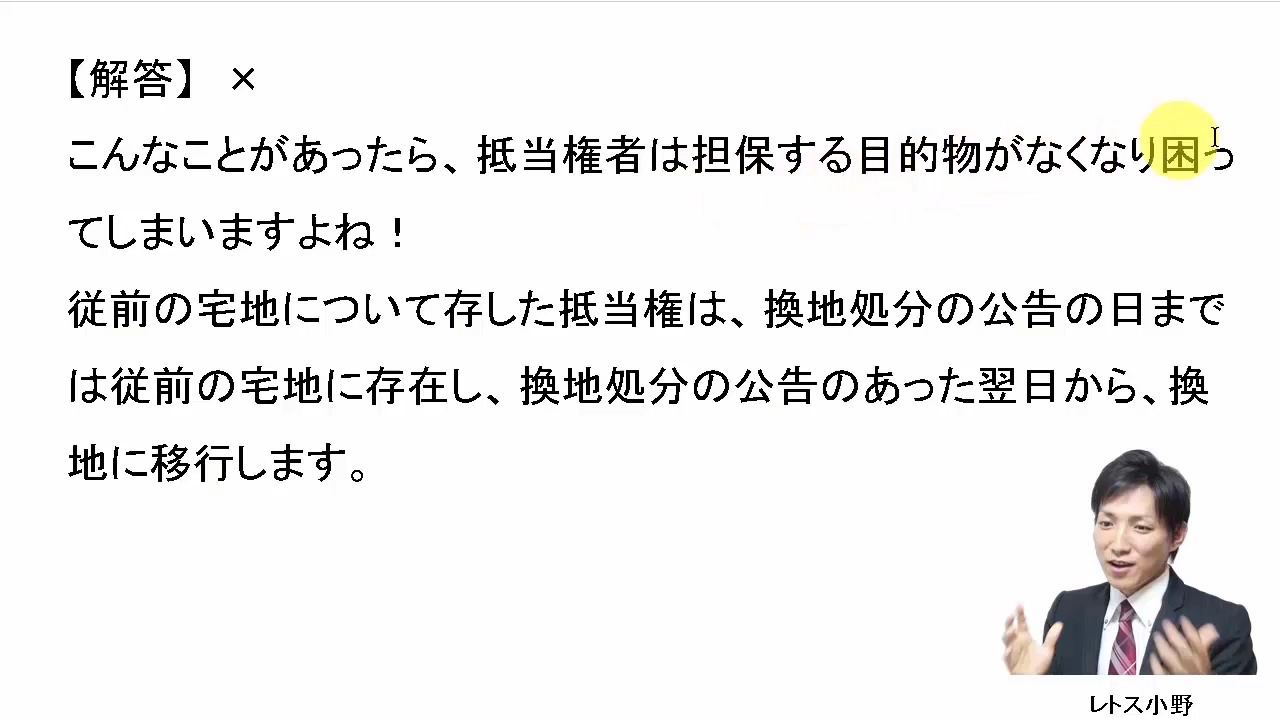 【解答】 ×
こんなことがあったら、抵当権者は担保する目的物がなくなり困っ
てしまいますよね！
従前の宅地について存した抵当権は、換地処分の公告の日まで
は従前の宅地に存在し、換地処分の公告のあった翌日から、換
地に移行します。
レトス小野